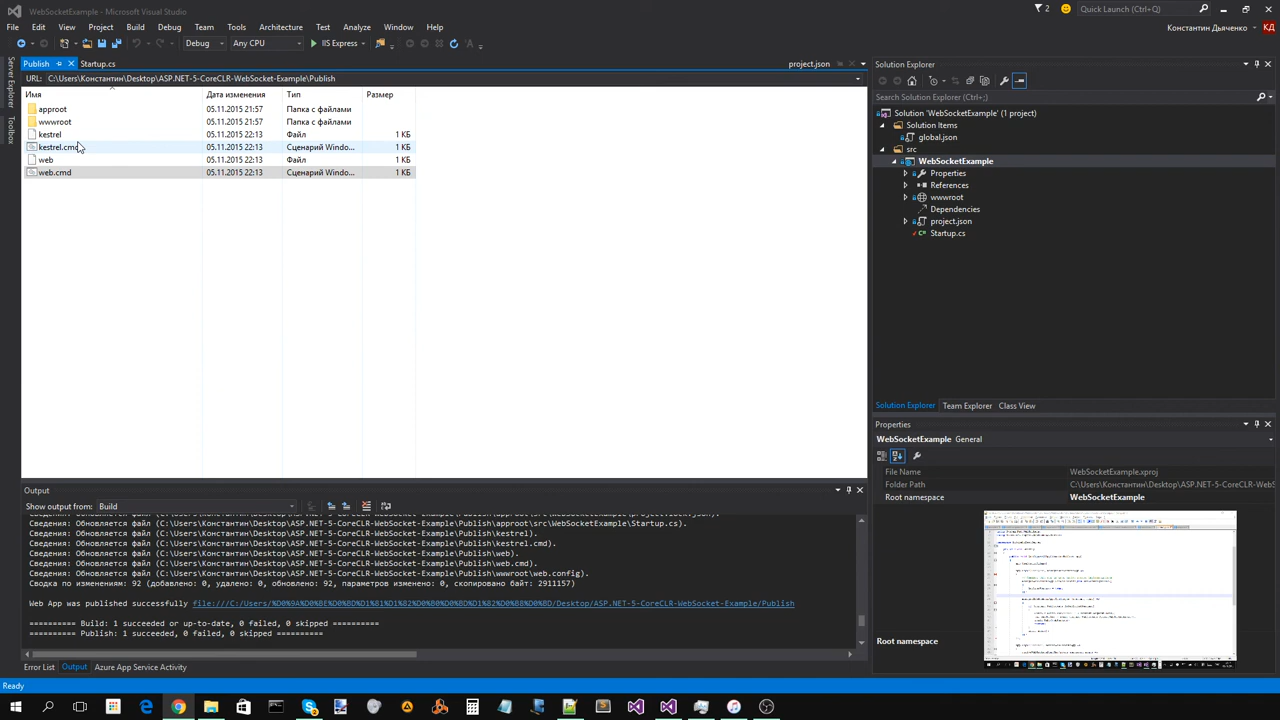 WebSocketExample - Microsoft Visual Studio
2
Quick Launch (Ctrl+Q)
File Edit View Project Build Debug Team Tools Architecture Test Analyze Window Help
Константин Дьяченко КД
Debug Any CPU IIS Express
Server Explorer
Toolbox
Publish Startup.cs project.json
URL: C:\Users\Константин\Desktop\ASP.NET-5-CoreCLR-WebSocket-Example\Publish
Имя Дата изменения Тип Размер
approot 05.11.2015 21:57 Папка с файлами
wwwroot 05.11.2015 21:57 Папка с файлами
kestrel 05.11.2015 22:13 Файл 1 КБ
kestrel.cmd 05.11.2015 22:13 Сценарий Windo... 1 КБ
web 05.11.2015 22:13 Файл 1 КБ
web.cmd 05.11.2015 22:13 Сценарий Windo... 1 КБ
Solution Explorer
Search Solution Explorer (Ctrl+;)
Solution 'WebSocketExample' (1 project)
Solution Items
global.json
src
WebSocketExample
Properties
References
wwwroot
Dependencies
project.json
Startup.cs
Solution Explorer Team Explorer Class View
Properties
WebSocketExample General
File Name WebSocketExample.xproj
Folder Path C:\Users\Константин\Desktop\ASP.NET-5-CoreCLR-WebS
Root namespace WebSocketExample
Root namespace
Output
Show output from: Build
Сведения: Обновляется файл (C:\Users\Константин\Desktop\ASP.NET-5-CoreCLR-WebSocket-Example\Publish\approot\src\WebSocketExample\Startup.cs).
Сведения: Обновляется файл (C:\Users\Константин\Desktop\ASP.NET-5-CoreCLR-WebSocket-Example\Publish\kestrel).
Сведения: Обновляется файл (C:\Users\Константин\Desktop\ASP.NET-5-CoreCLR-WebSocket-Example\Publish\kestrel.cmd).
Сведения: Обновляется файл (C:\Users\Константин\Desktop\ASP.NET-5-CoreCLR-WebSocket-Example\Publish\web).
Сведения: Обновляется файл (C:\Users\Константин\Desktop\ASP.NET-5-CoreCLR-WebSocket-Example\Publish\web.cmd).
Сведения: Обновляется файл (C:\Users\Константин\Desktop\ASP.NET-5-CoreCLR-WebSocket-Example\Publish\wwwroot\web.config).
Общее число изменений: 92 (добавлено: 0, удалено: 0, обновлено: 92, параметров изменено: 0, скопировано байт: 2911157)
Web App was published successfully
========== Build: 1 succeeded or up-to-date, 0 failed, 0 skipped ==========
========== Publish: 1 succeeded, 0 failed, 0 skipped ==========
Error List Output Azure App Service Activity
Ready